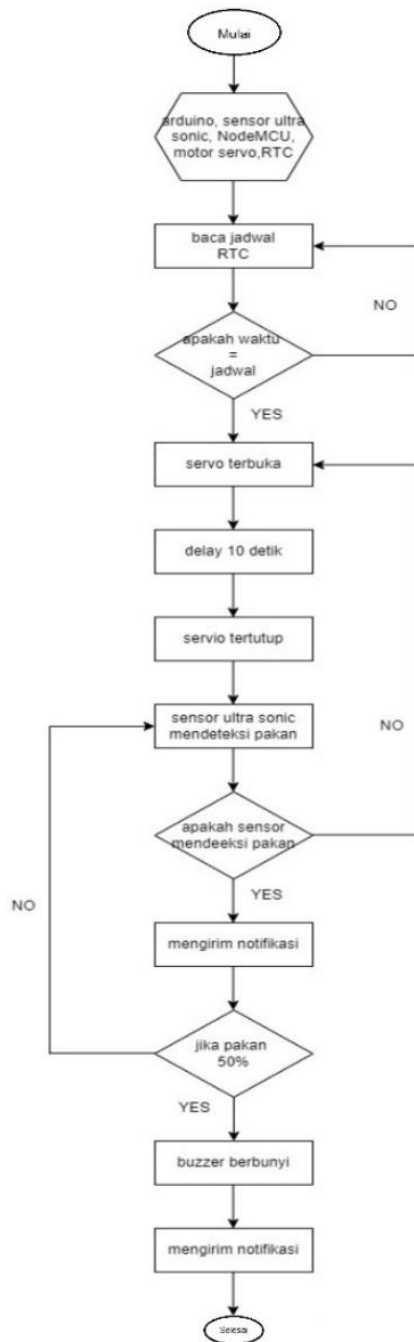 Mulai
arduino, sensor ultra
sonic, NodeMCU,
motor servo,RTC
baca jadwal
RTC
NO
apakah waktu
=
jadwal
YES
servo terbuka
delay 10 detik
servio tertutup
sensor ultra sonic
mendeteksi pakan
NO
apakah sensor
mendeeksi pakan
YES
NO
mengirim notifikasi
jika pakan
50%
YES
buzzer berbunyi
mengirim notifikasi
Selesai